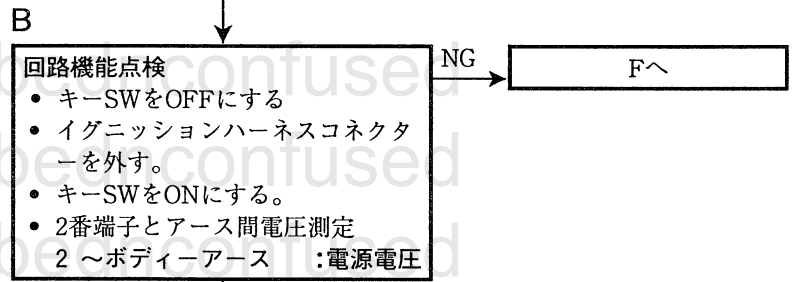 B
回路機能点検
NG
Fへ
• キーSWをOFFにする
• イグニッションハーネスコネクタ
ーを外す。
• キーSWをONにする。
• 2番端子とアース間電圧測定
2 ～ボディーアース :電源電圧
bednconfused
bednconfused
bednconfused